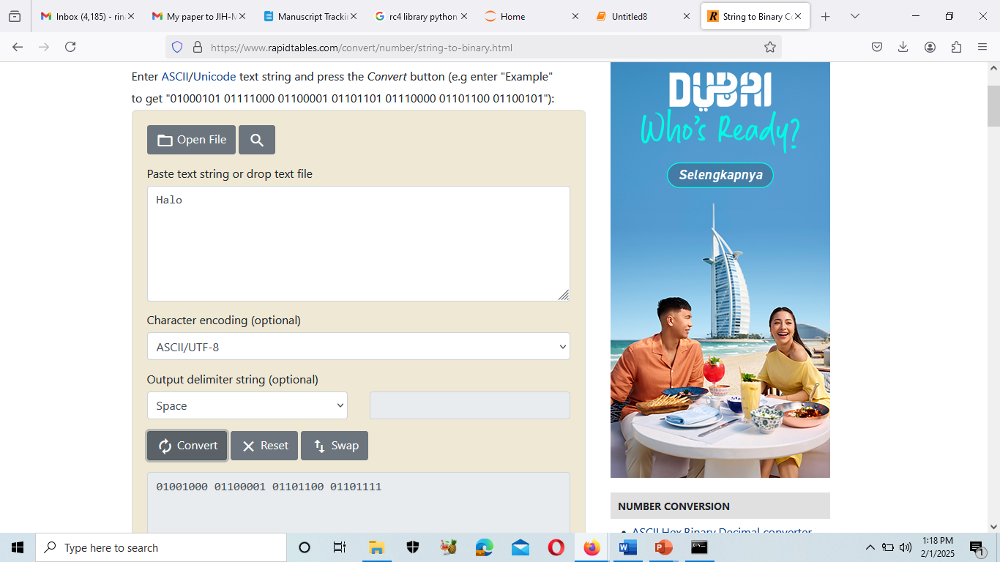 Inbox (4,185) - rin
My paper to JIH-M
Manuscript Trackin
rc4 library python
Home
Untitled8
String to Binary Co
https://www.rapidtables.com/convert/number/string-to-binary.html
Enter ASCII/Unicode text string and press the Convert button (e.g enter "Example"
to get "01000101 01111000 01100001 01101101 01110000 01101100 01100101"):
Open File
Paste text string or drop text file
Halo
Character encoding (optional)
ASCII/UTF-8
Output delimiter string (optional)
Space
Convert
Reset
Swap
01001000 01100001 01101100 01101111
DUBAI
Who's Ready?
Selengkapnya
NUMBER CONVERSION
ASCII,Hex,Binary,Decimal converter
Type here to search
1:18 PM
2/1/2025
1